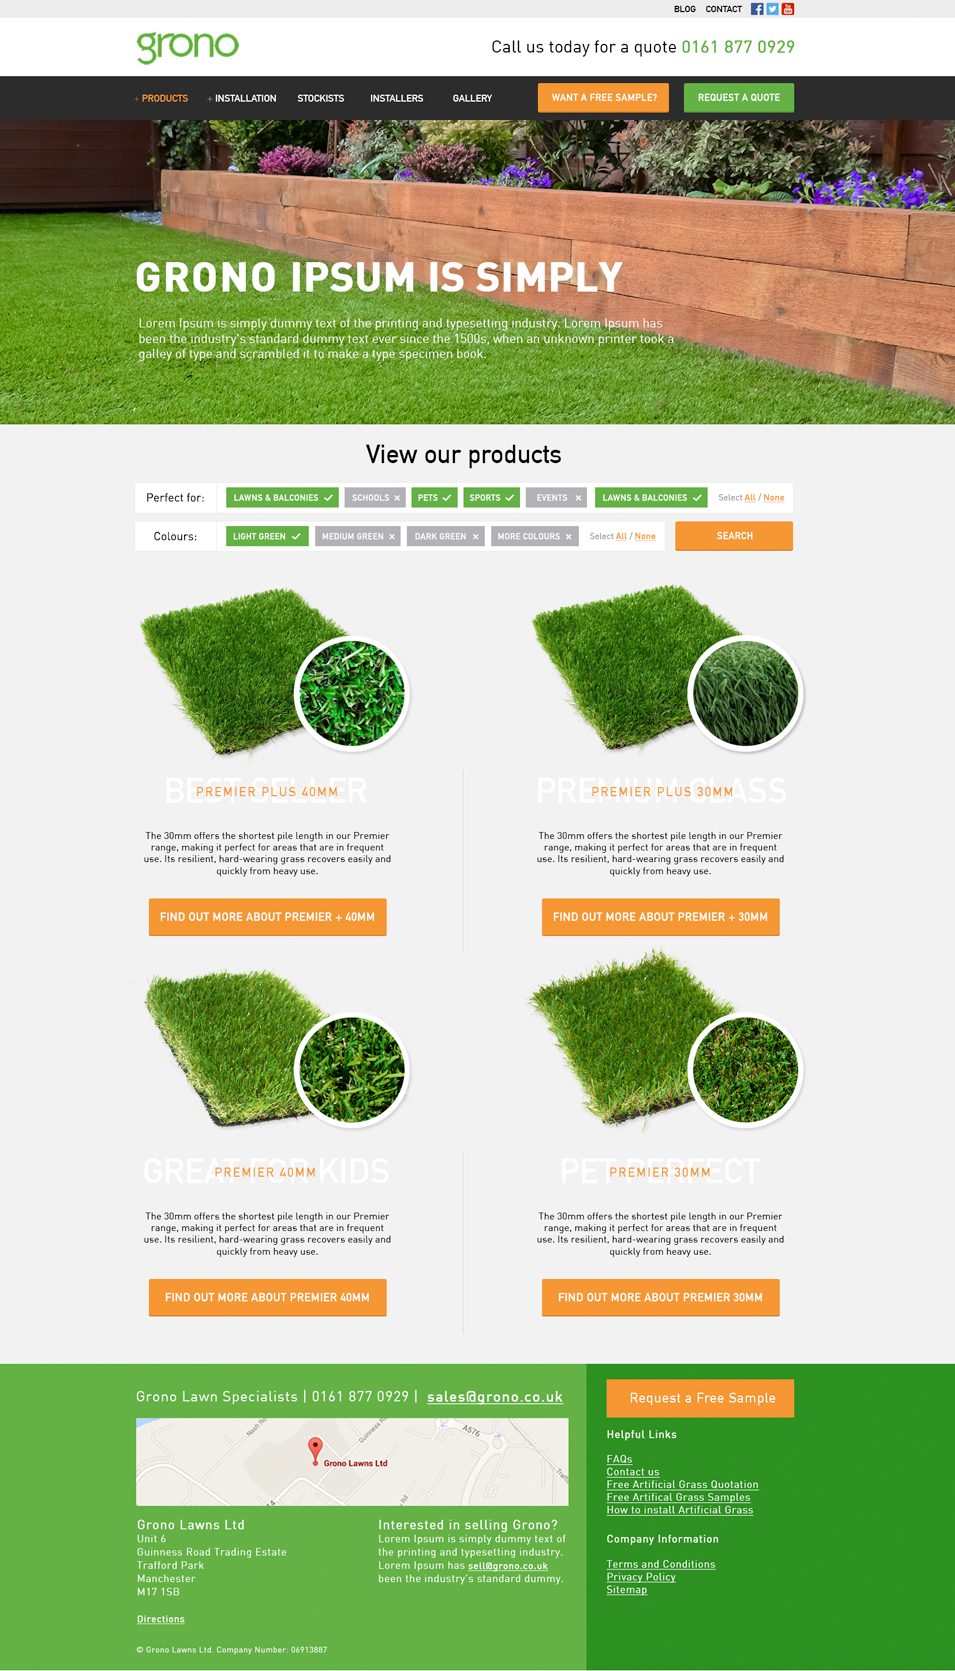 BLOG CONTACT
You Tube
grono
Call us today for a quote 0161 877 0929
+ PRODUCTS + INSTALLATION STOCKISTS INSTALLERS GALLERY WANT A FREE SAMPLE? REQUEST A QUOTE
GRONO IPSUM IS SIMPLY
Lorem Ipsum is simply dummy text of the printing and typesetting industry. Lorem Ipsum has
been the industry's standard dummy text ever since the 1500s, when an unknown printer took a
galley of type and scrambled it to make a type specimen book.
View our products
Perfect for: LAWNS & BALCONIES SCHOOLS PETS SPORTS EVENTS LAWNS & BALCONIES Select All / None
Colours: LIGHT GREEN MEDIUM GREEN DARK GREEN MORE COLOURS Select All / None SEARCH
BEST SELLER
PREMIER PLUS 40MM
The 30mm offers the shortest pile length in our Premier
range, making it perfect for areas that are in frequent
use. Its resilient, hard-wearing grass recovers easily and
quickly from heavy use.
FIND OUT MORE ABOUT PREMIER + 40MM
PREMIUM CLASS
PREMIER PLUS 30MM
The 30mm offers the shortest pile length in our Premier
range, making it perfect for areas that are in frequent
use. Its resilient, hard-wearing grass recovers easily and
quickly from heavy use.
FIND OUT MORE ABOUT PREMIER + 30MM
GREAT FOR KIDS
PREMIER 40MM
The 30mm offers the shortest pile length in our Premier
range, making it perfect for areas that are in frequent
use. Its resilient, hard-wearing grass recovers easily and
quickly from heavy use.
FIND OUT MORE ABOUT PREMIER 40MM
PET PERFECT
PREMIER 30MM
The 30mm offers the shortest pile length in our Premier
range, making it perfect for areas that are in frequent
use. Its resilient, hard-wearing grass recovers easily and
quickly from heavy use.
FIND OUT MORE ABOUT PREMIER 30MM
Grono Lawn Specialists | 0161 877 0929 | sales@grono.co.uk
Nash Ro
Guinness Road
A576
Traff
Grono Lawns Ltd
ss Rd
Grono Lawns Ltd
Unit 6
Guinness Road Trading Estate
Trafford Park
Manchester
M17 1SB
Directions
Interested in selling Grono?
Lorem Ipsum is simply dummy text of
the printing and typesetting industry.
Lorem Ipsum has sell@grono.co.uk
been the industry's standard dummy.
© Grono Lawns Ltd. Company Number: 06913887
Request a Free Sample
Helpful Links
FAQs
Contact us
Free Artificial Grass Quotation
Free Artifical Grass Samples
How to install Artificial Grass
Company Information
Terms and Conditions
Privacy Policy
Sitemap